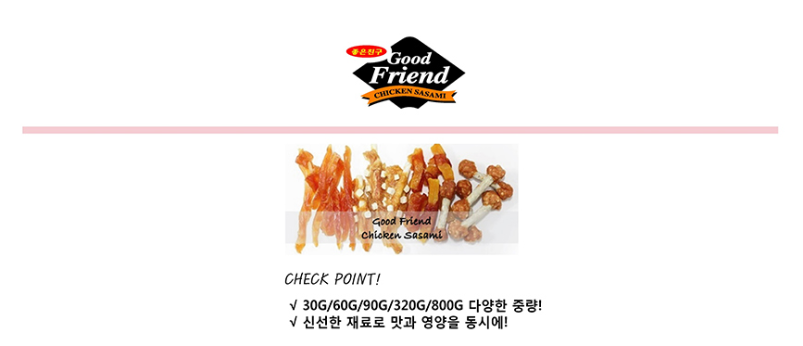 좋은친구
Good
Friend
CHICKEN SASAMI
Good Friend
Chicken Sasami
CHECK POINT!
√ 30G/60G/90G/320G/800G 다양한 중량!
√ 신선한 재료로 맛과 영양을 동시에!